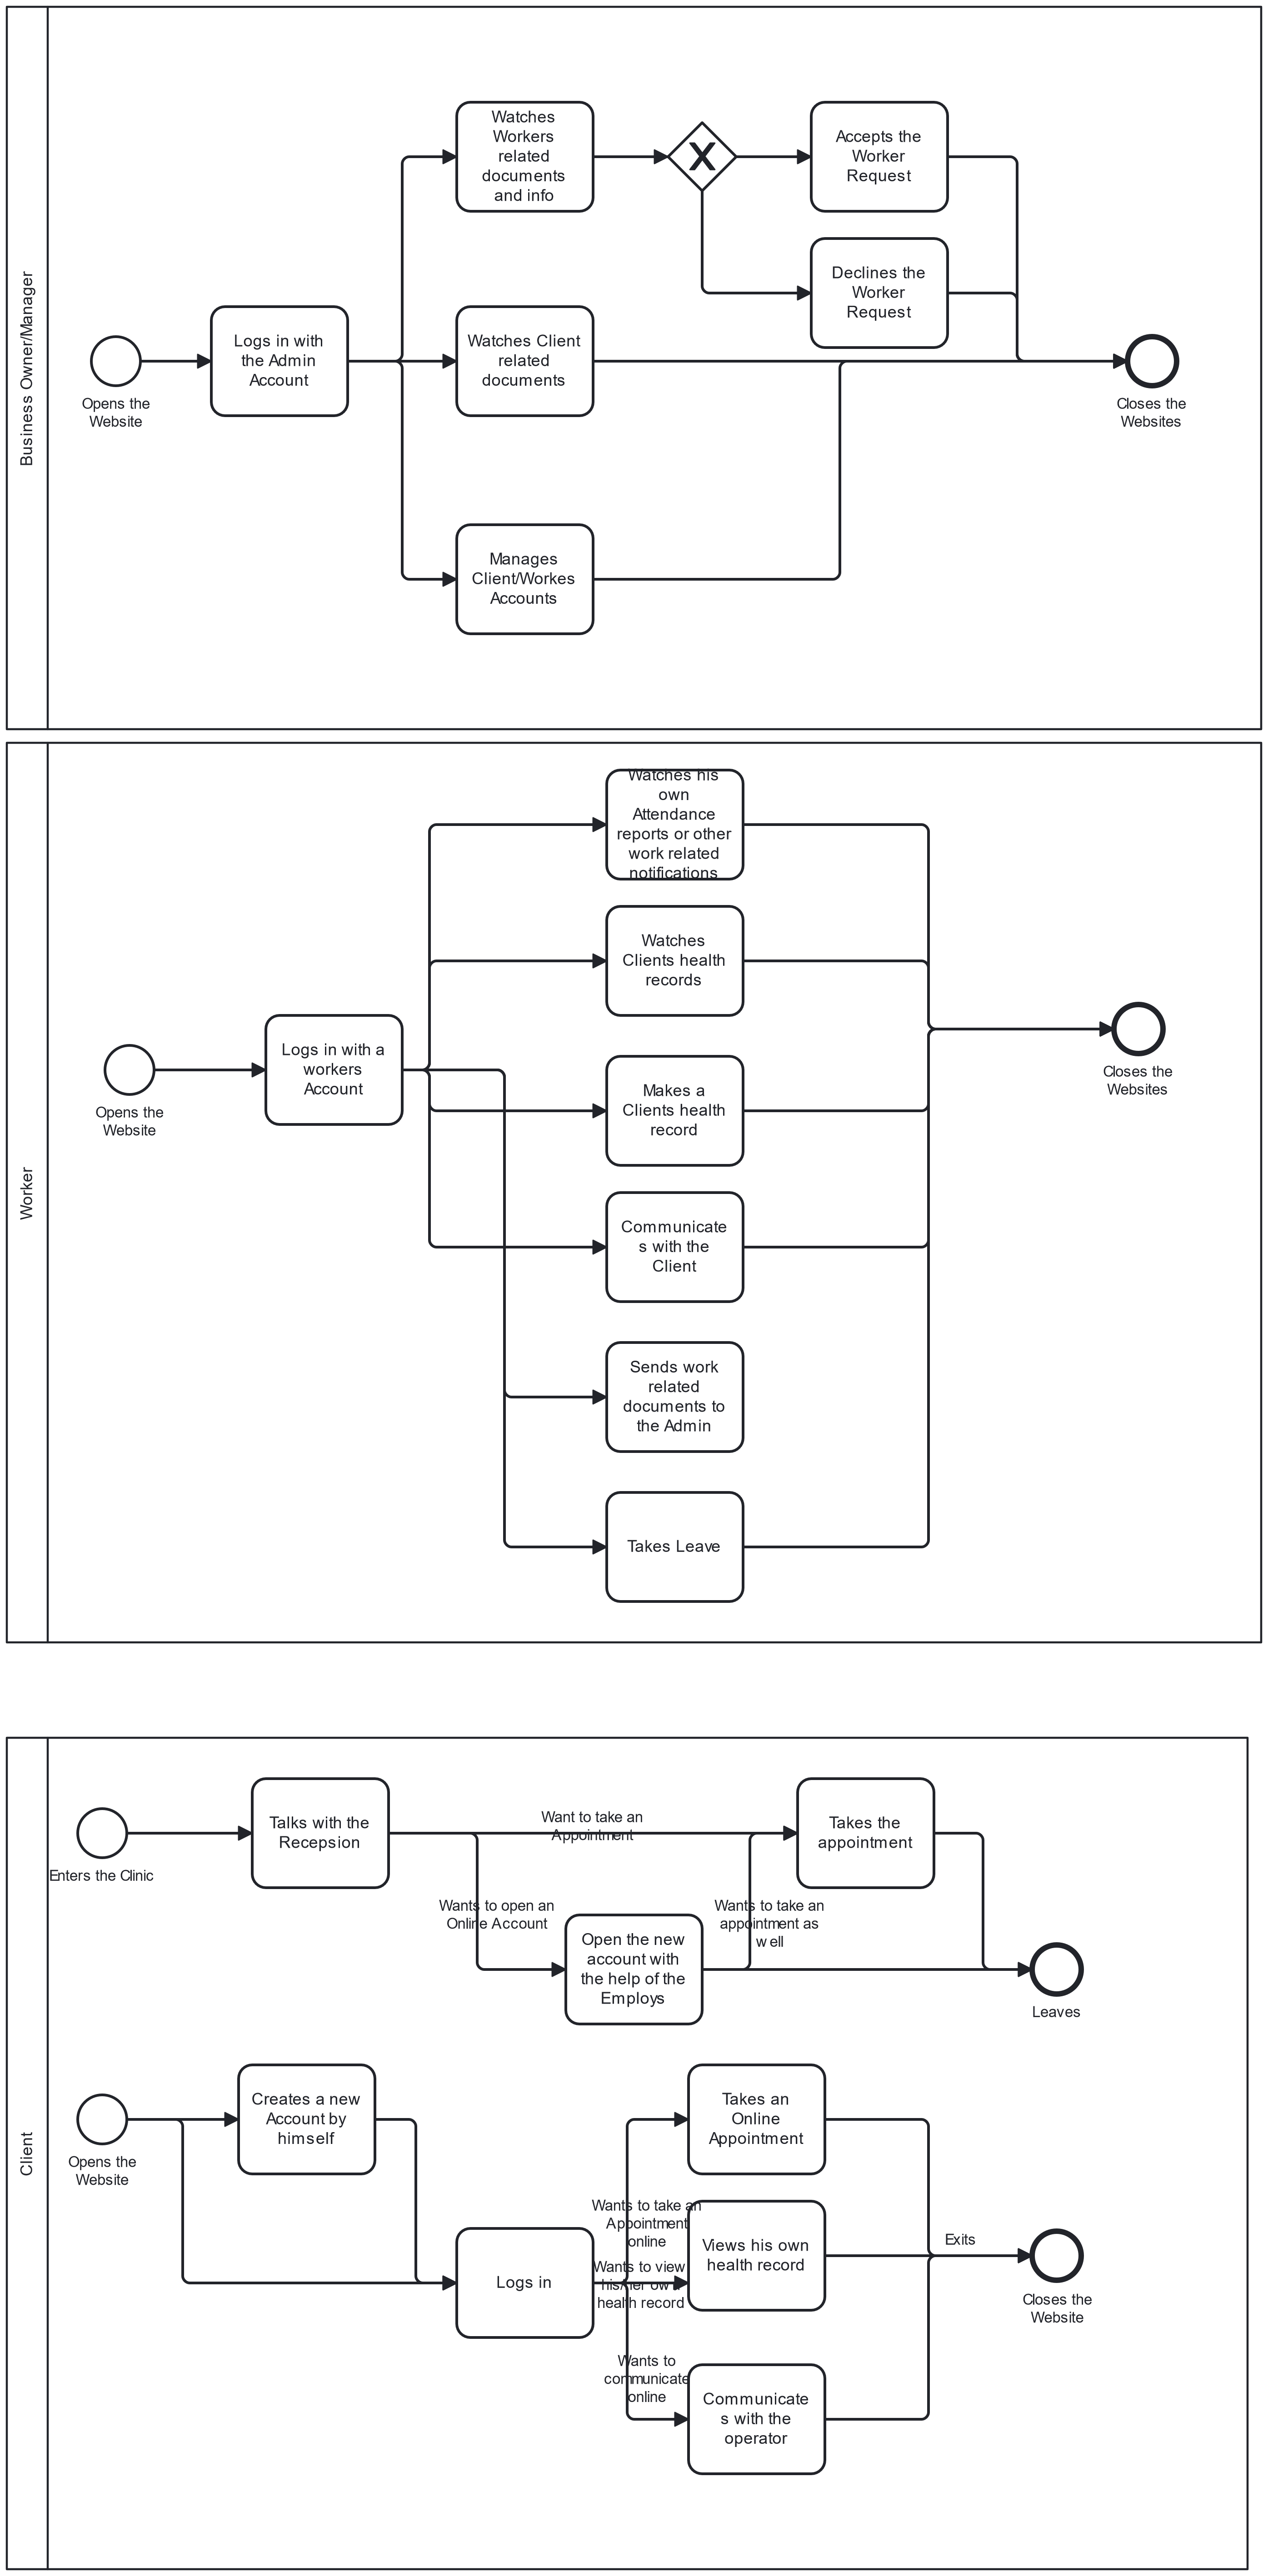 Business Owner/Manager
Opens the
Website
Logs in with
the Admin
Account
Watches
Workers
related
documents
and info
X
Accepts the
Worker
Request
Declines the
Worker
Request
Watches Client
related
documents
Manages
Client/Workes
Accounts
Closes the
Websites
Worker
Opens the
Website
Logs in with a
workers
Account
Watches his
own
Attendance
reports or other
work related
notifications
Watches
Clients health
records
Makes a
Clients health
record
Communicate
s with the
Client
Sends work
related
documents to
the Admin
Takes Leave
Closes the
Websites
Client
Enters the Clinic
Talks with the
Recepsion
Want to take an
Appointment
Wants to open an
Online Account
Open the new
account with
the help of the
Employs
Wants to take an
appointment as
well
Takes the
appointment
Leaves
Opens the
Website
Creates a new
Account by
himself
Logs in
Wants to take an
Appointment
online
Wants to view
his/her own
health record
Wants to
communicate
online
Takes an
Online
Appointment
Views his own
health record
Communicate
s with the
operator
Exits
Closes the
Website